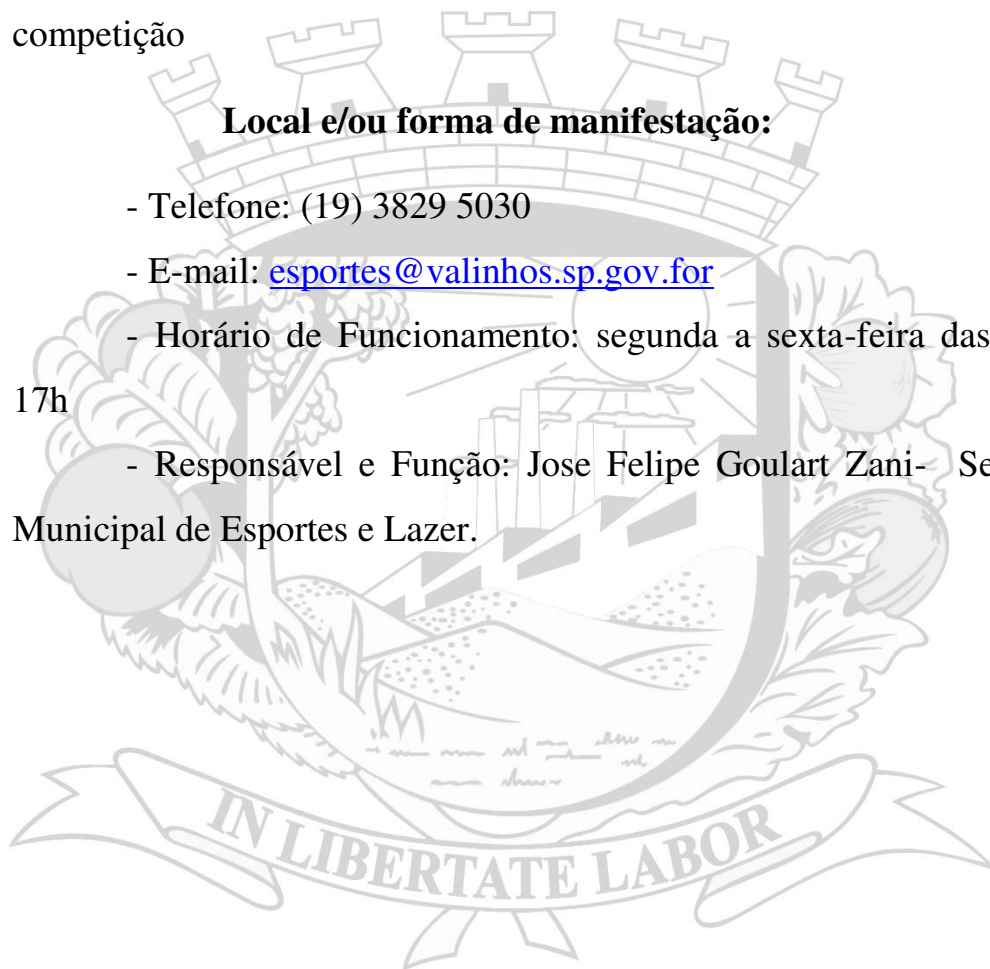 competição
Local e/ou forma de manifestação:
- Telefone: (19) 3829 5030
- E-mail: esportes@valinhos.sp.gov.for
- Horário de Funcionamento: segunda a sexta-feira das
17h
- Responsável e Função: Jose Felipe Goulart Zani- Se
Municipal de Esportes e Lazer.
IN LIBERTATE LABOR